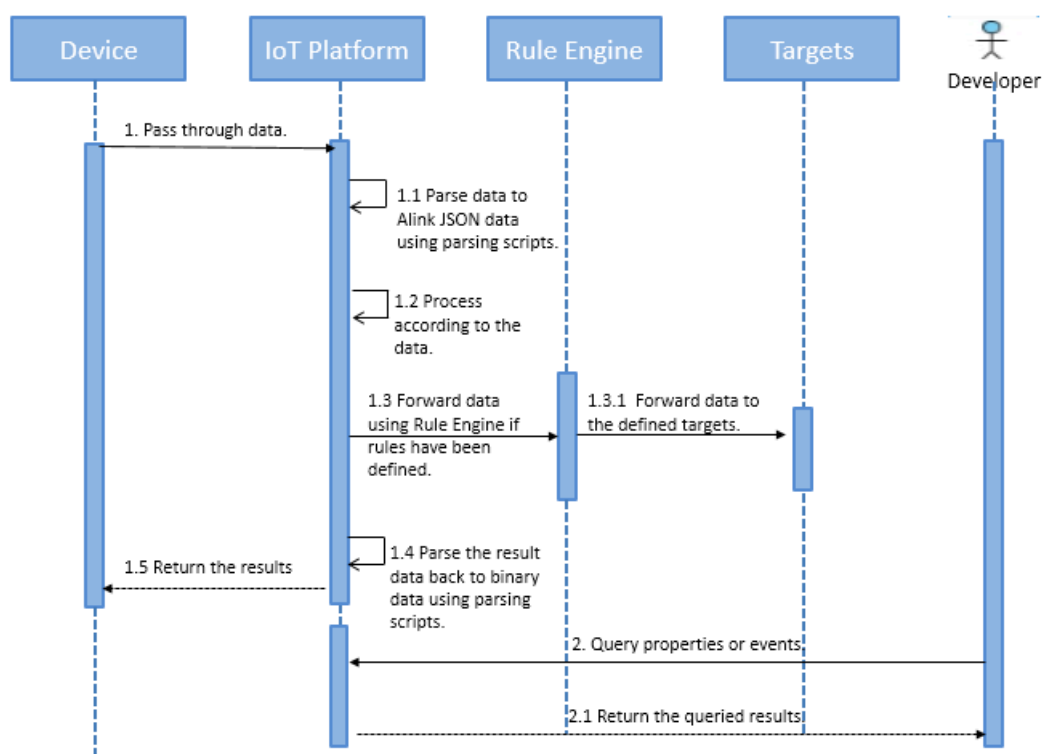 Device
IoT Platform
Rule Engine
Targets
Developer
1. Pass through data.
1.1 Parse data to
Alink JSON data
using parsing scripts.
1.2 Process
according to the
data.
1.3 Forward data
using Rule Engine if
rules have been
defined.
1.3.1 Forward data to
the defined targets.
1.4 Parse the result
data back to binary
data using parsing
scripts.
1.5 Return the results
2. Query properties or events.
2.1 Return the queried results